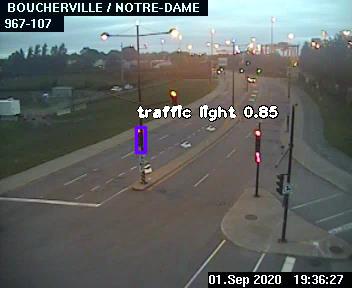 BOUCHERVILLE / NOTRE-DAME
967-107
traffic light 0.85
01.Sep 2020 19:36:27